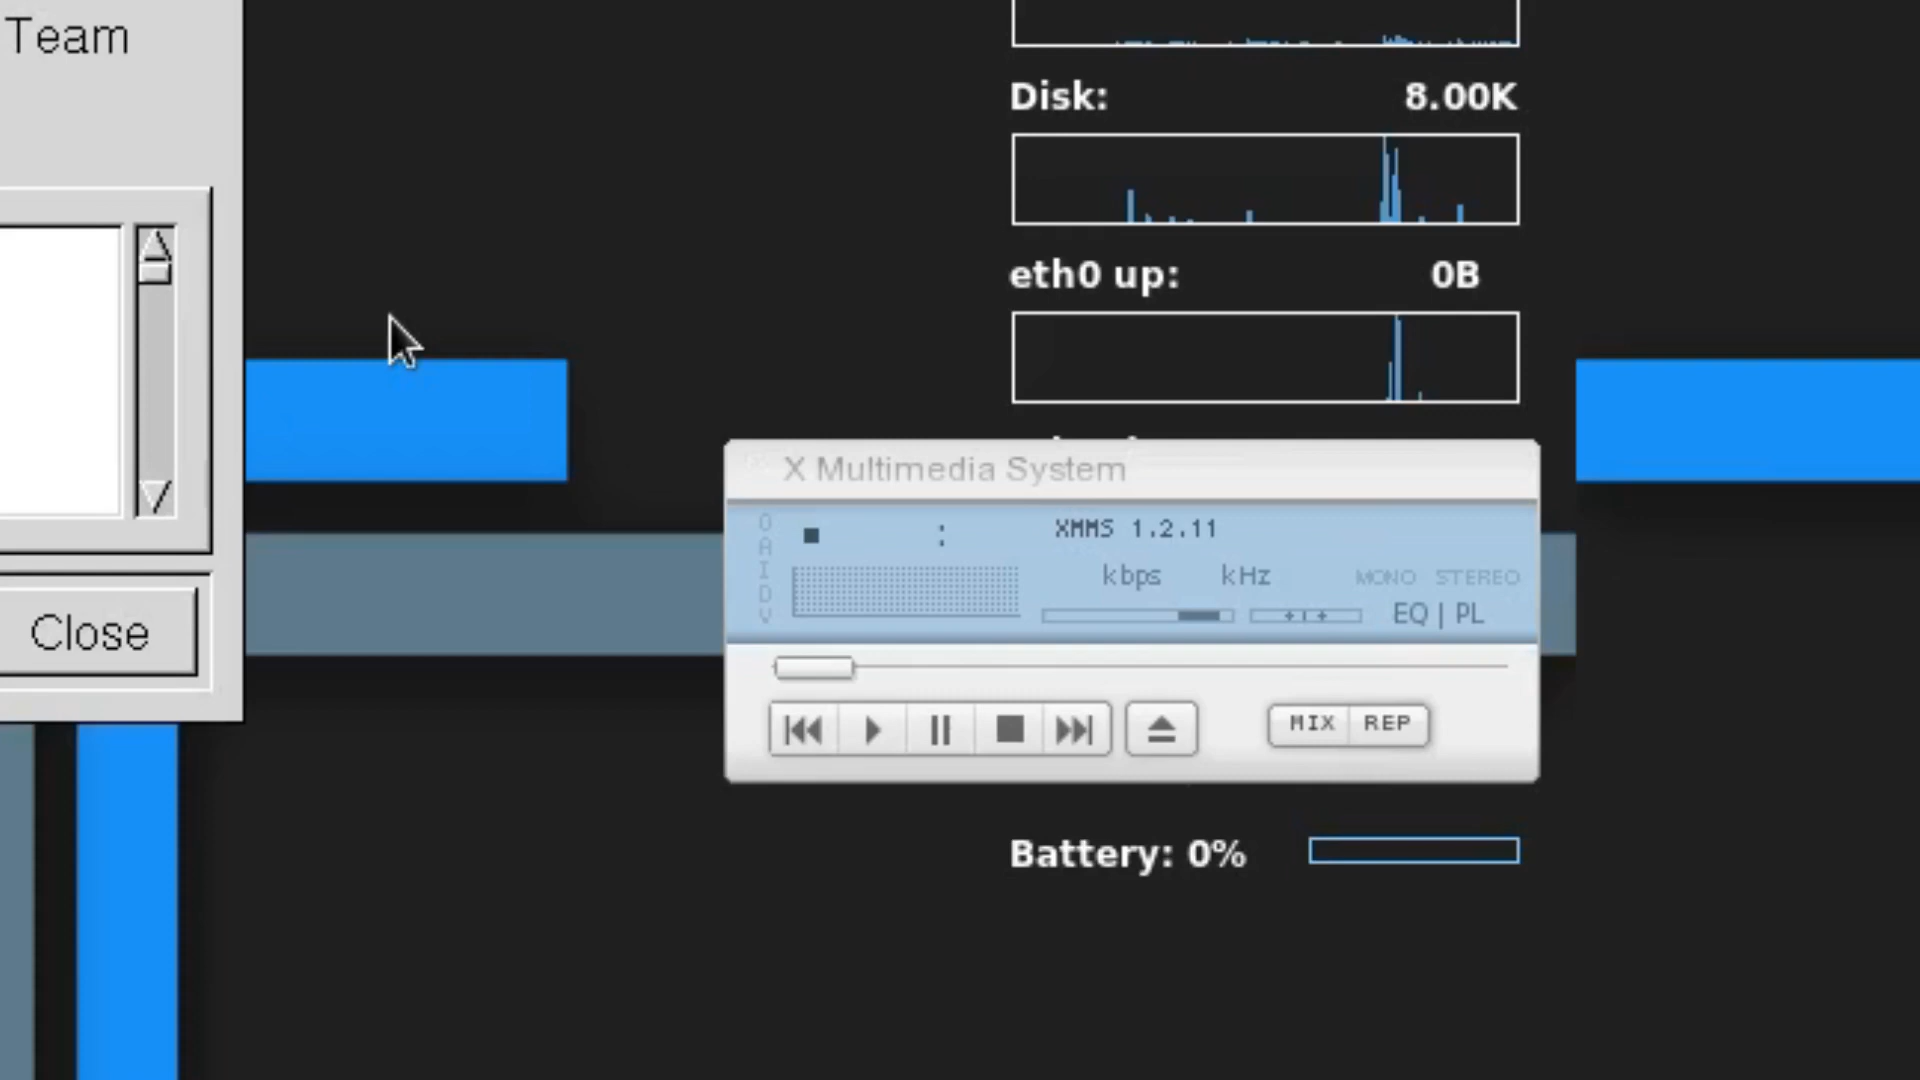 Team
Close
Disk: 8.00K
eth0 up: 0B
X Multimedia System
O
A
I
D
V
: XMMS 1.2.11
kbps kHz MONO STEREO
EQ | PL
MIX REP
Battery: 0%